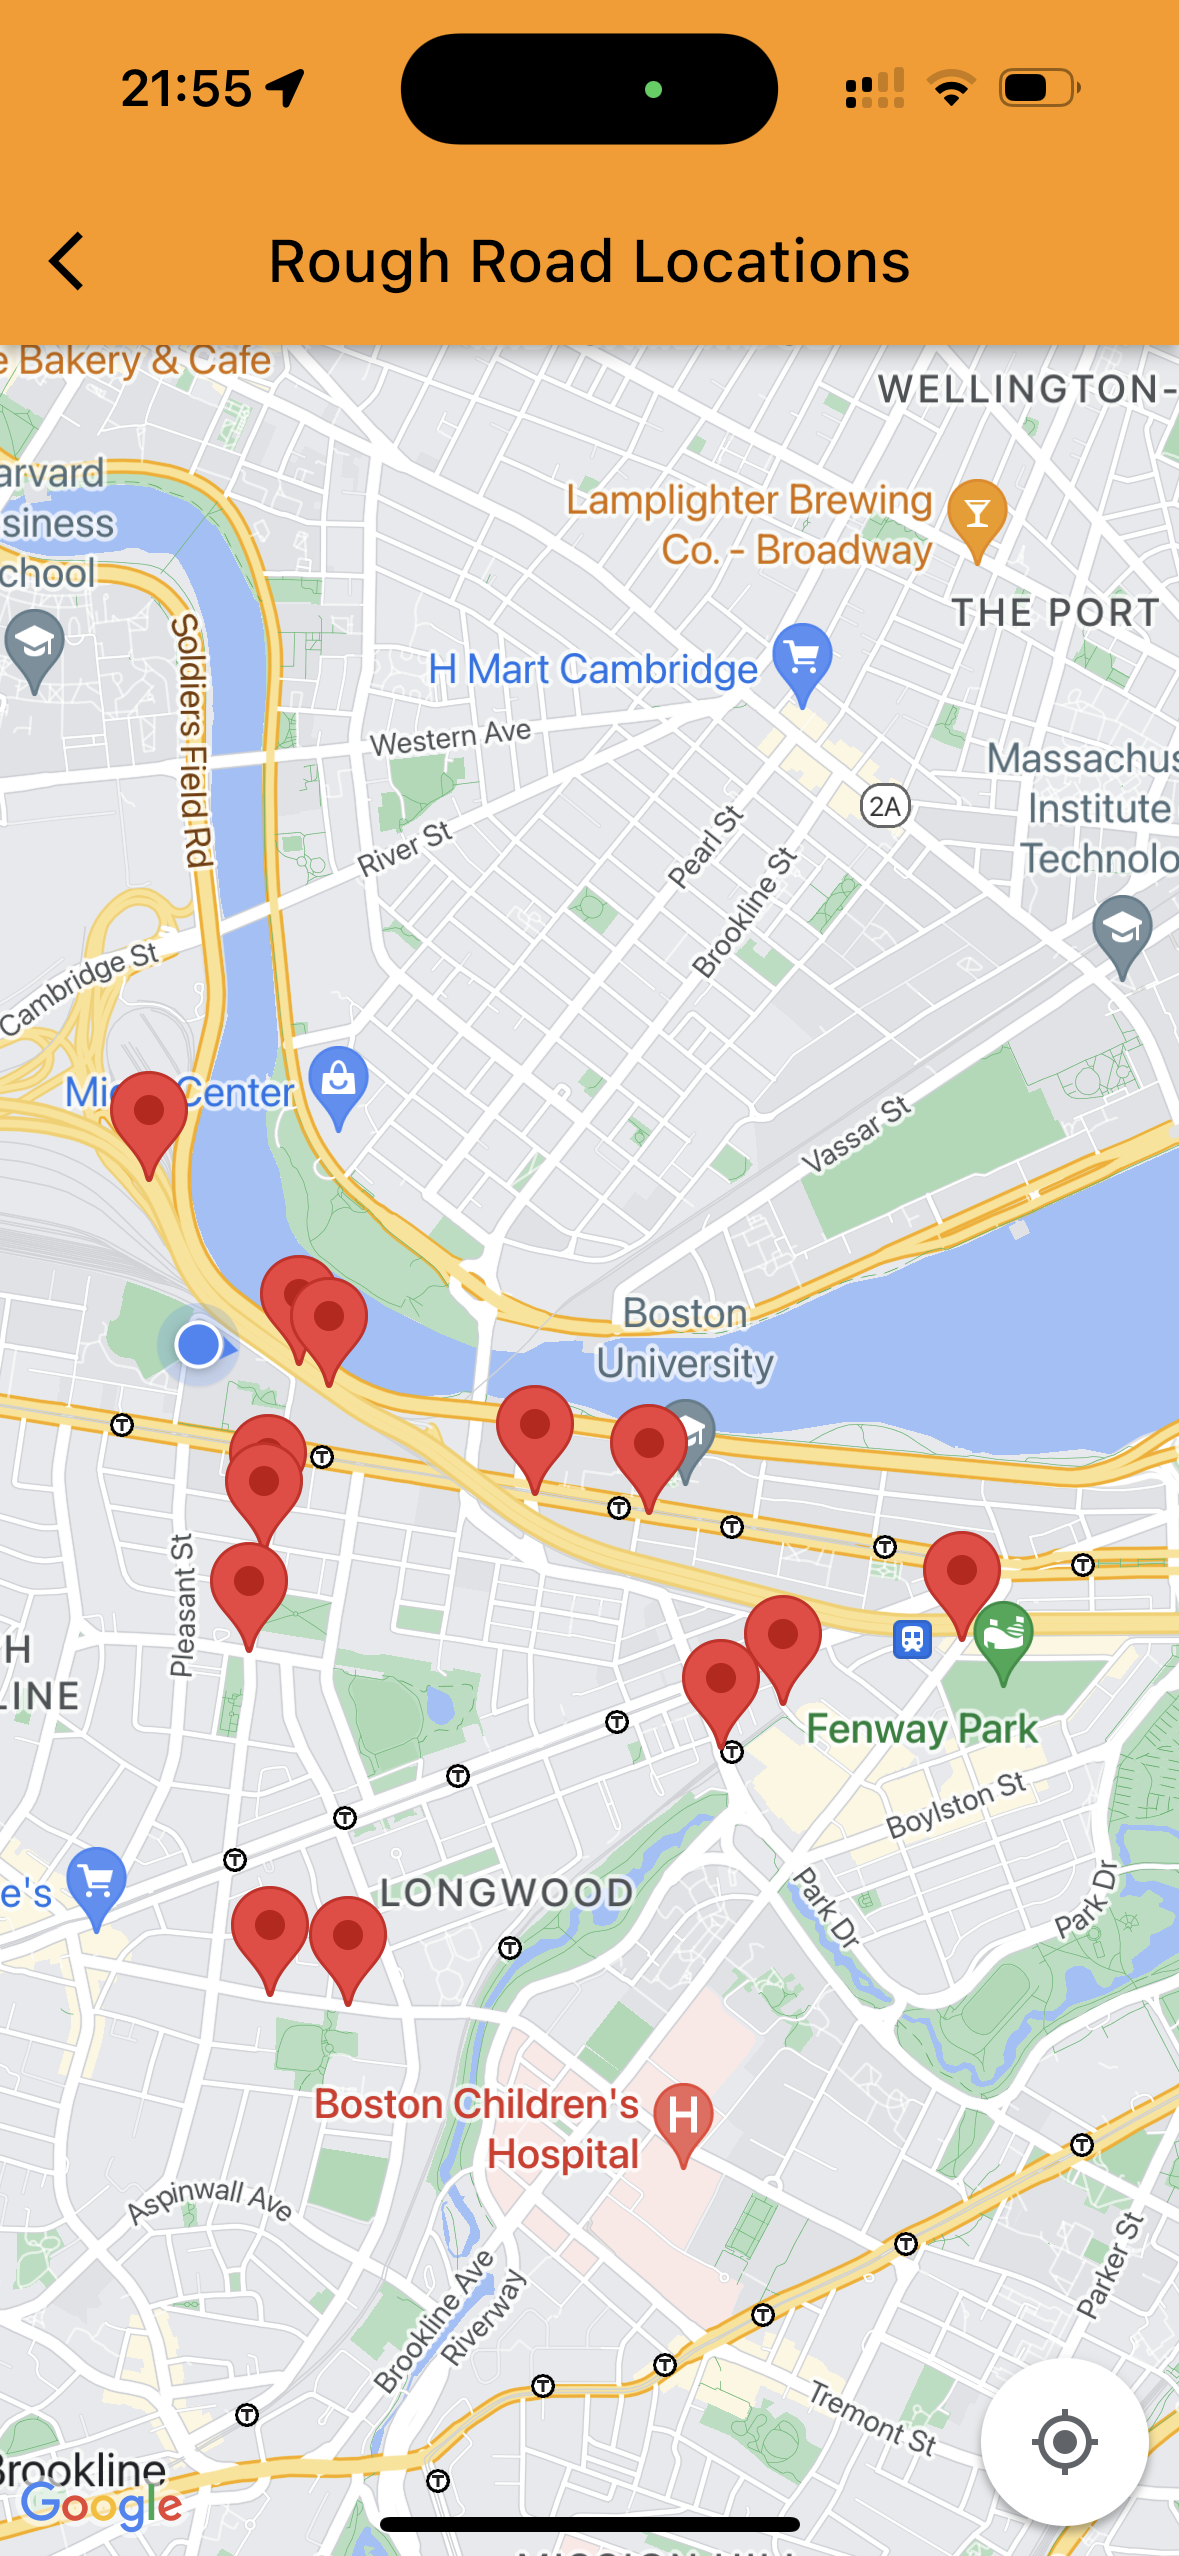 21:55
Rough Road Locations
e Bakery & Cafe
WELLINGTON-
arvard
siness
chool
Lamplighter Brewing
Co. - Broadway
THE PORT
Soldiers Field Rd
H Mart Cambridge
Western Ave
Massachus
Institute
Technolo
2A
River St
Pearl St
Brookline St
Cambridge St
Mi Center
Vassar St
Boston
University
T
T
T
T
T
T
Pleasant St
H
LINE
T
T
Fenway Park
T
T
Boylston St
T
e's
LONGWOOD
Park Dr
Park Dr
T
Boston Children's
Hospital
H
T
Aspinwall Ave
T
Parker St
Brookline Ave
Riverway
T
T
T
Tremont St
T
Brookline
Google
T